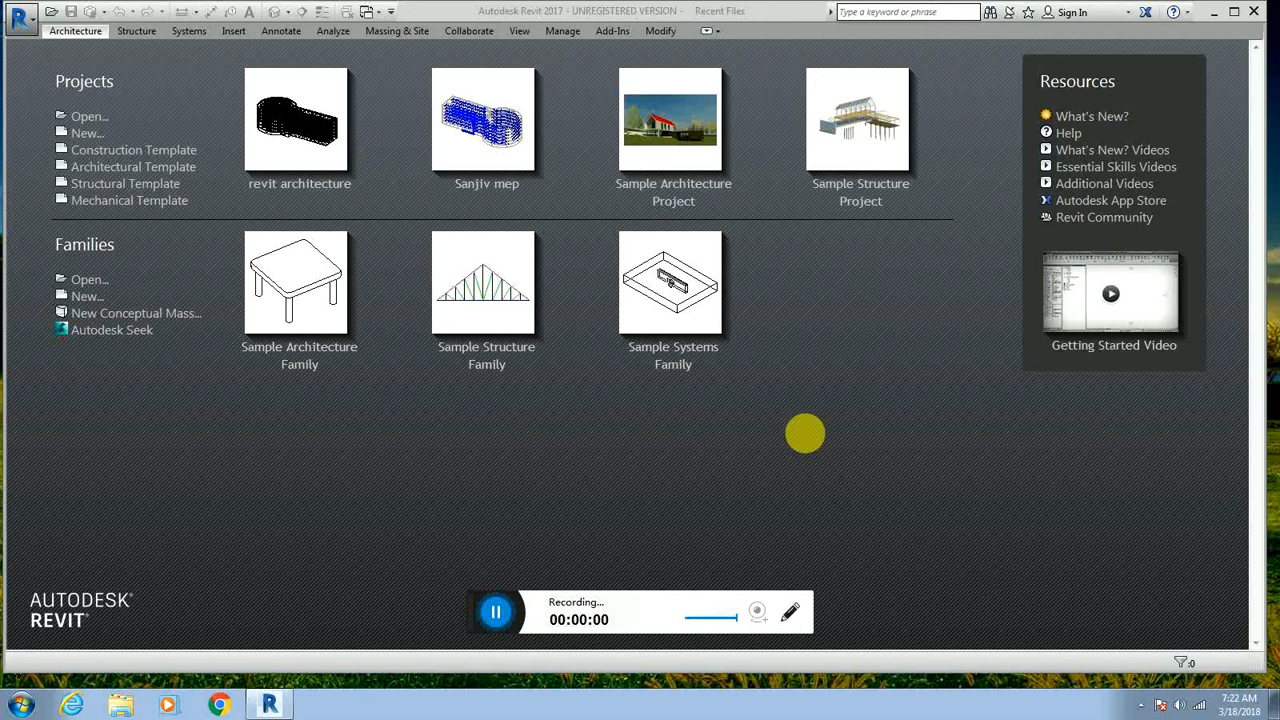 Autodesk Revit 2017 - UNREGISTERED VERSION - Recent Files
Type a keyword or phrase
Sign In
Architecture Structure Systems Insert Annotate Analyze Massing & Site Collaborate View Manage Add-Ins Modify
Projects
Open...
New...
Construction Template
Architectural Template
Structural Template
Mechanical Template
revit architecture
Sanjiv mep
Sample Architecture
Project
Sample Structure
Project
Families
Open...
New...
New Conceptual Mass...
Autodesk Seek
Sample Architecture
Family
Sample Structure
Family
Sample Systems
Family
Resources
What's New?
Help
What's New? Videos
Essential Skills Videos
Additional Videos
Autodesk App Store
Revit Community
Getting Started Video
AUTODESK®
REVIT®
Recording...
00:00:00
:0
7:22 AM
3/18/2018